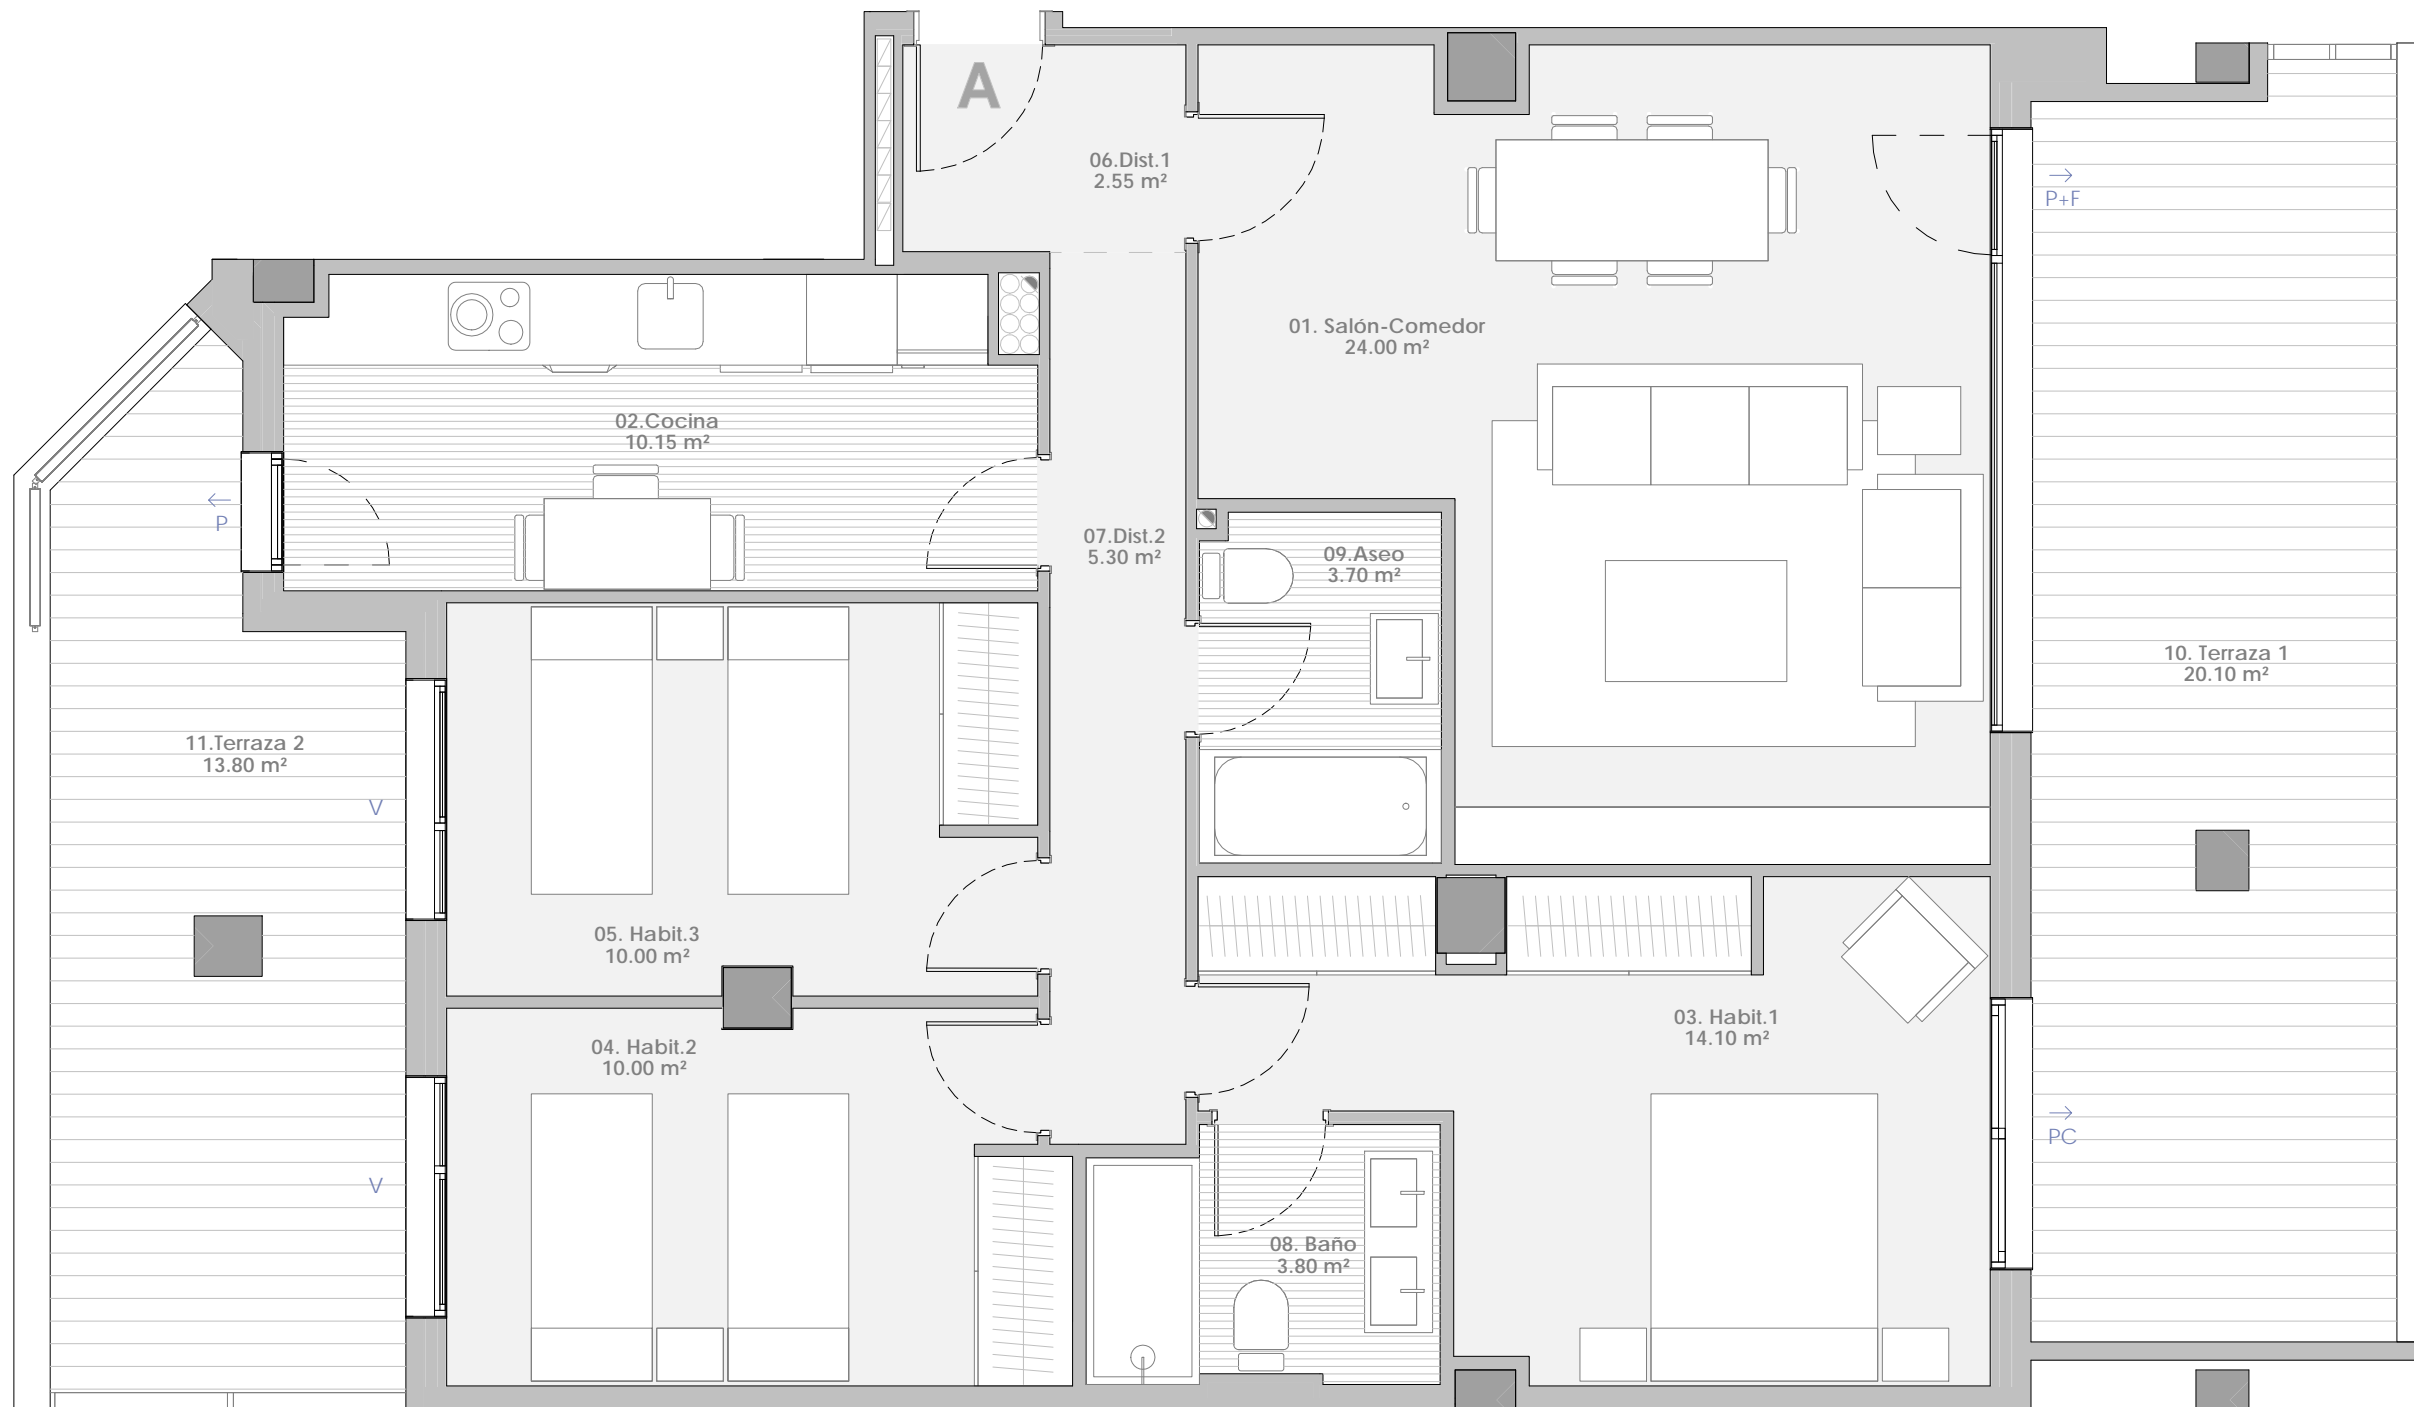 A
06.Dist.1
2.55 m²
P+F
01. Salón-Comedor
24.00 m²
02.Cocina
10.15 m²
P
07.Dist.2
5.30 m²
09.Aseo
3.70 m²
10. Terraza 1
20.10 m²
11.Terraza 2
13.80 m²
V
05. Habit.3
10.00 m²
03. Habit.1
14.10 m²
04. Habit.2
10.00 m²
PC
V
08. Baño
3.80 m²